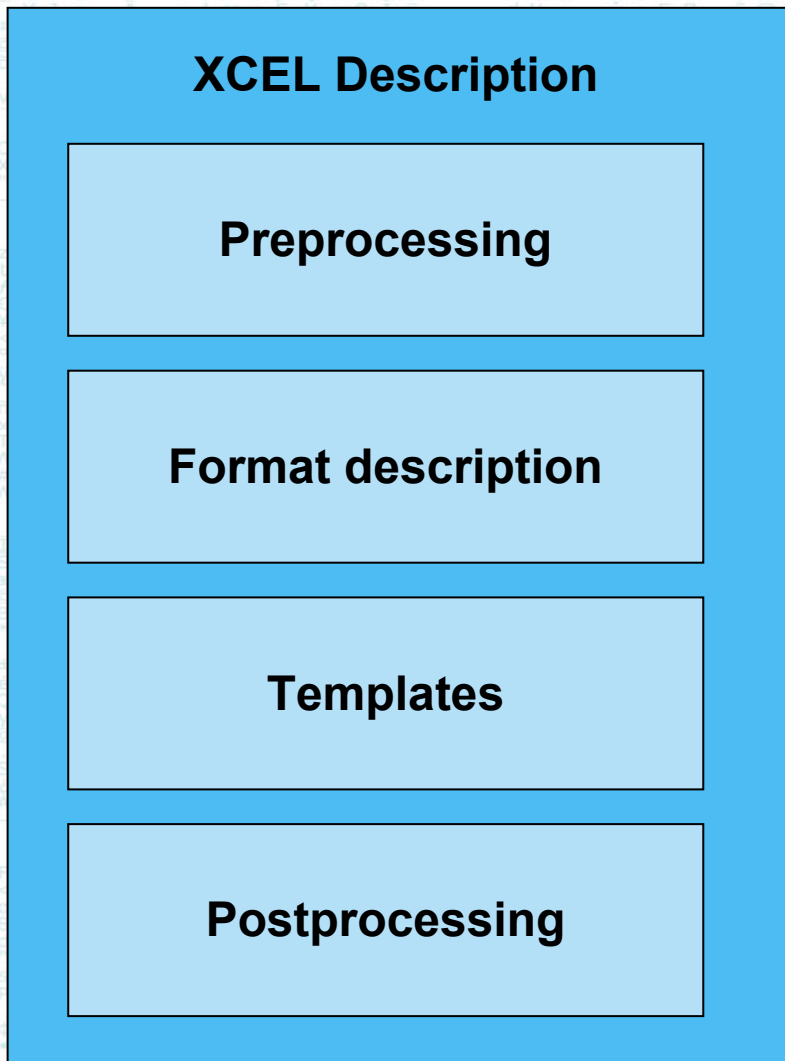 XCEL Description
Preprocessing
Format description
Templates
Postprocessing